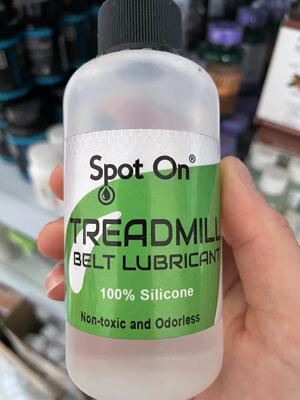 Spot On®
TREADMILL
BELT LUBRICANT
100% Silicone
Non-toxic and Odorless